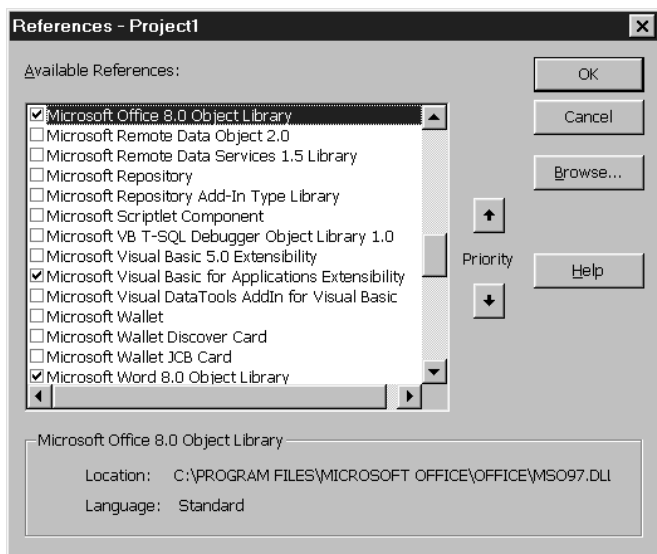 References - Project1
Available References:
Microsoft Office 8.0 Object Library
Microsoft Remote Data Object 2.0
Microsoft Remote Data Services 1.5 Library
Microsoft Repository
Microsoft Repository Add-In Type Library
Microsoft Scriptlet Component
Microsoft VB T-SQL Debugger Object Library 1.0
Microsoft Visual Basic 5.0 Extensibility
Microsoft Visual Basic for Applications Extensibility
Microsoft Visual DataTools AddIn for Visual Basic
Microsoft Wallet
Microsoft Wallet Discover Card
Microsoft Wallet JCB Card
Microsoft Word 8.0 Object Library
OK
Cancel
Browse...
Priority
Help
Microsoft Office 8.0 Object Library
Location: C:\PROGRAM FILES\MICROSOFT OFFICE\OFFICE\MSO97.DLL
Language: Standard